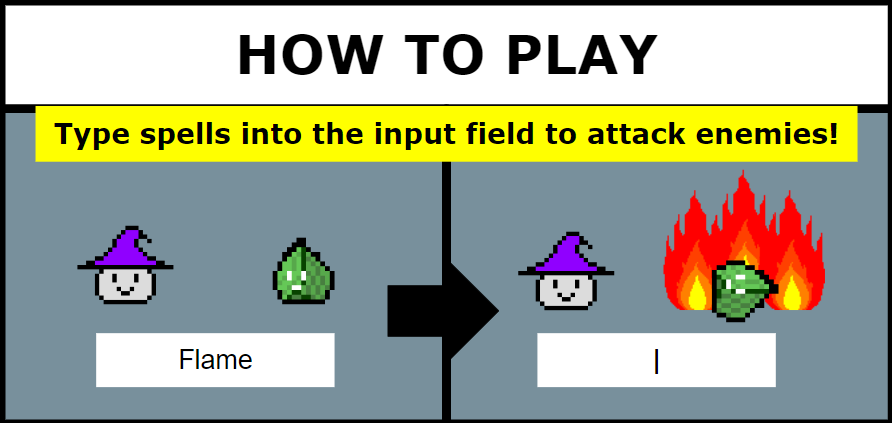 HOW TO PLAY
Type spells into the input field to attack enemies!
Flame